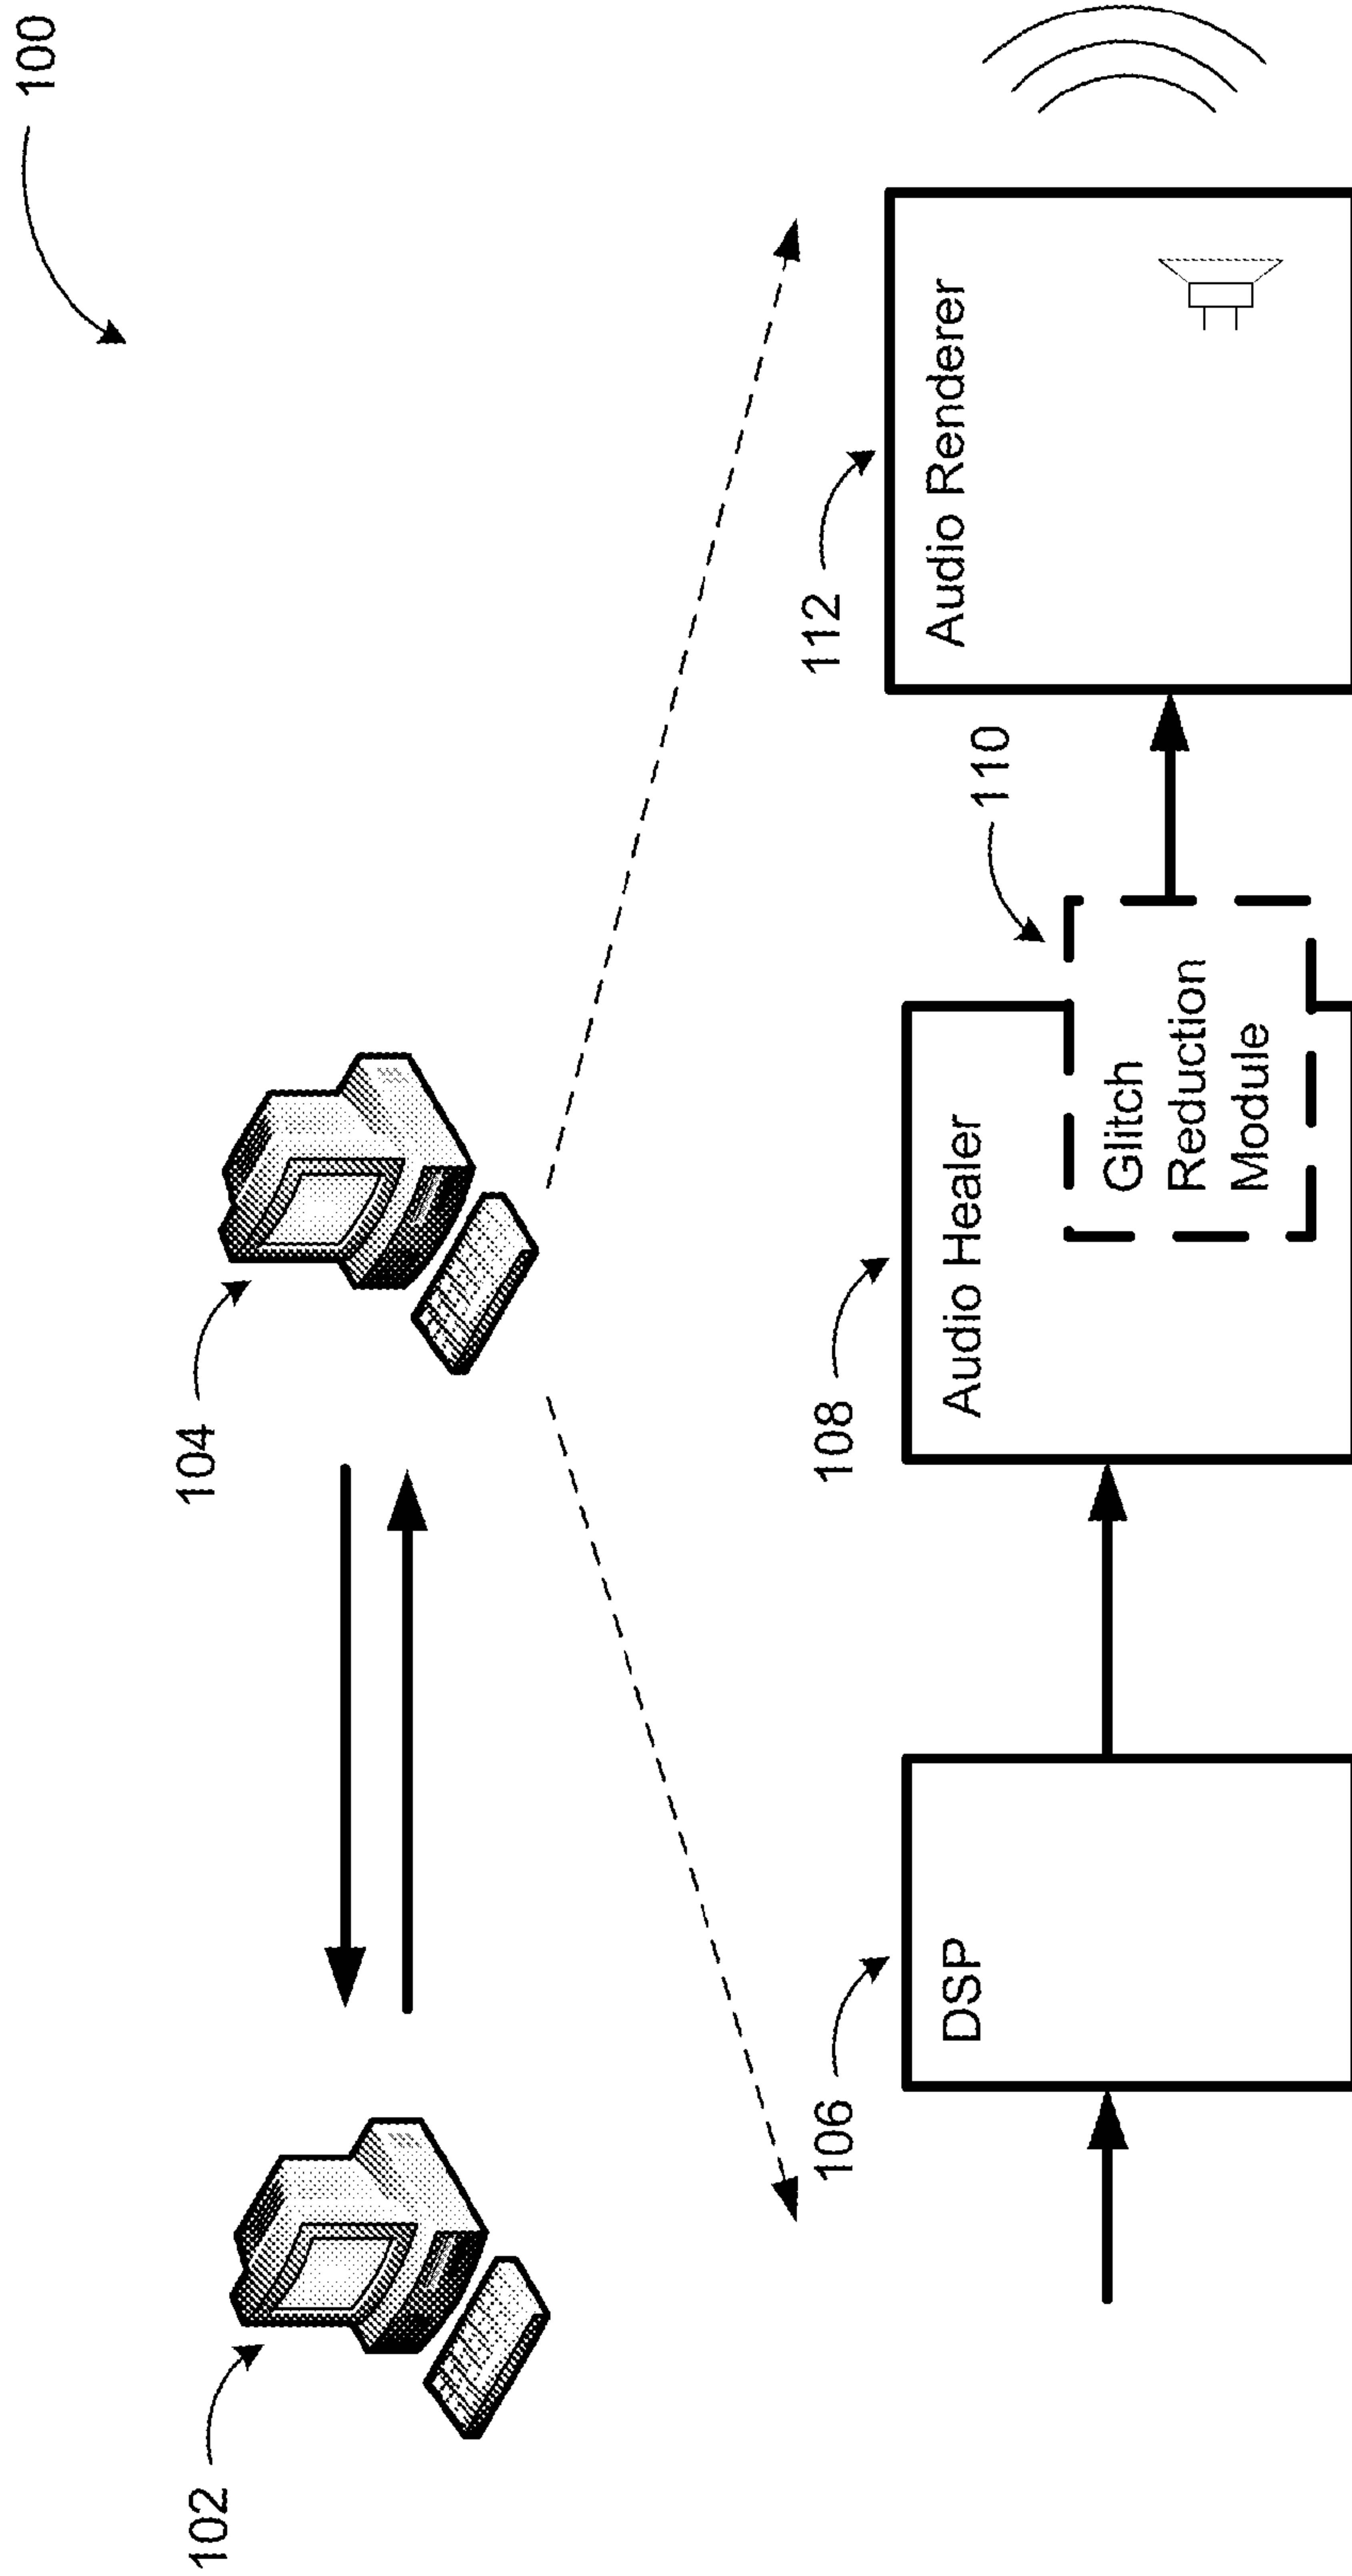 100
102
104
106
DSP
108
Audio Healer
110
Glitch
Reduction
Module
112
Audio Renderer